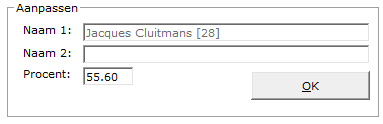 Aanpassen
Naam 1: Jacques Cluitmans [28]
Naam 2:
Procent: 55.60
OK